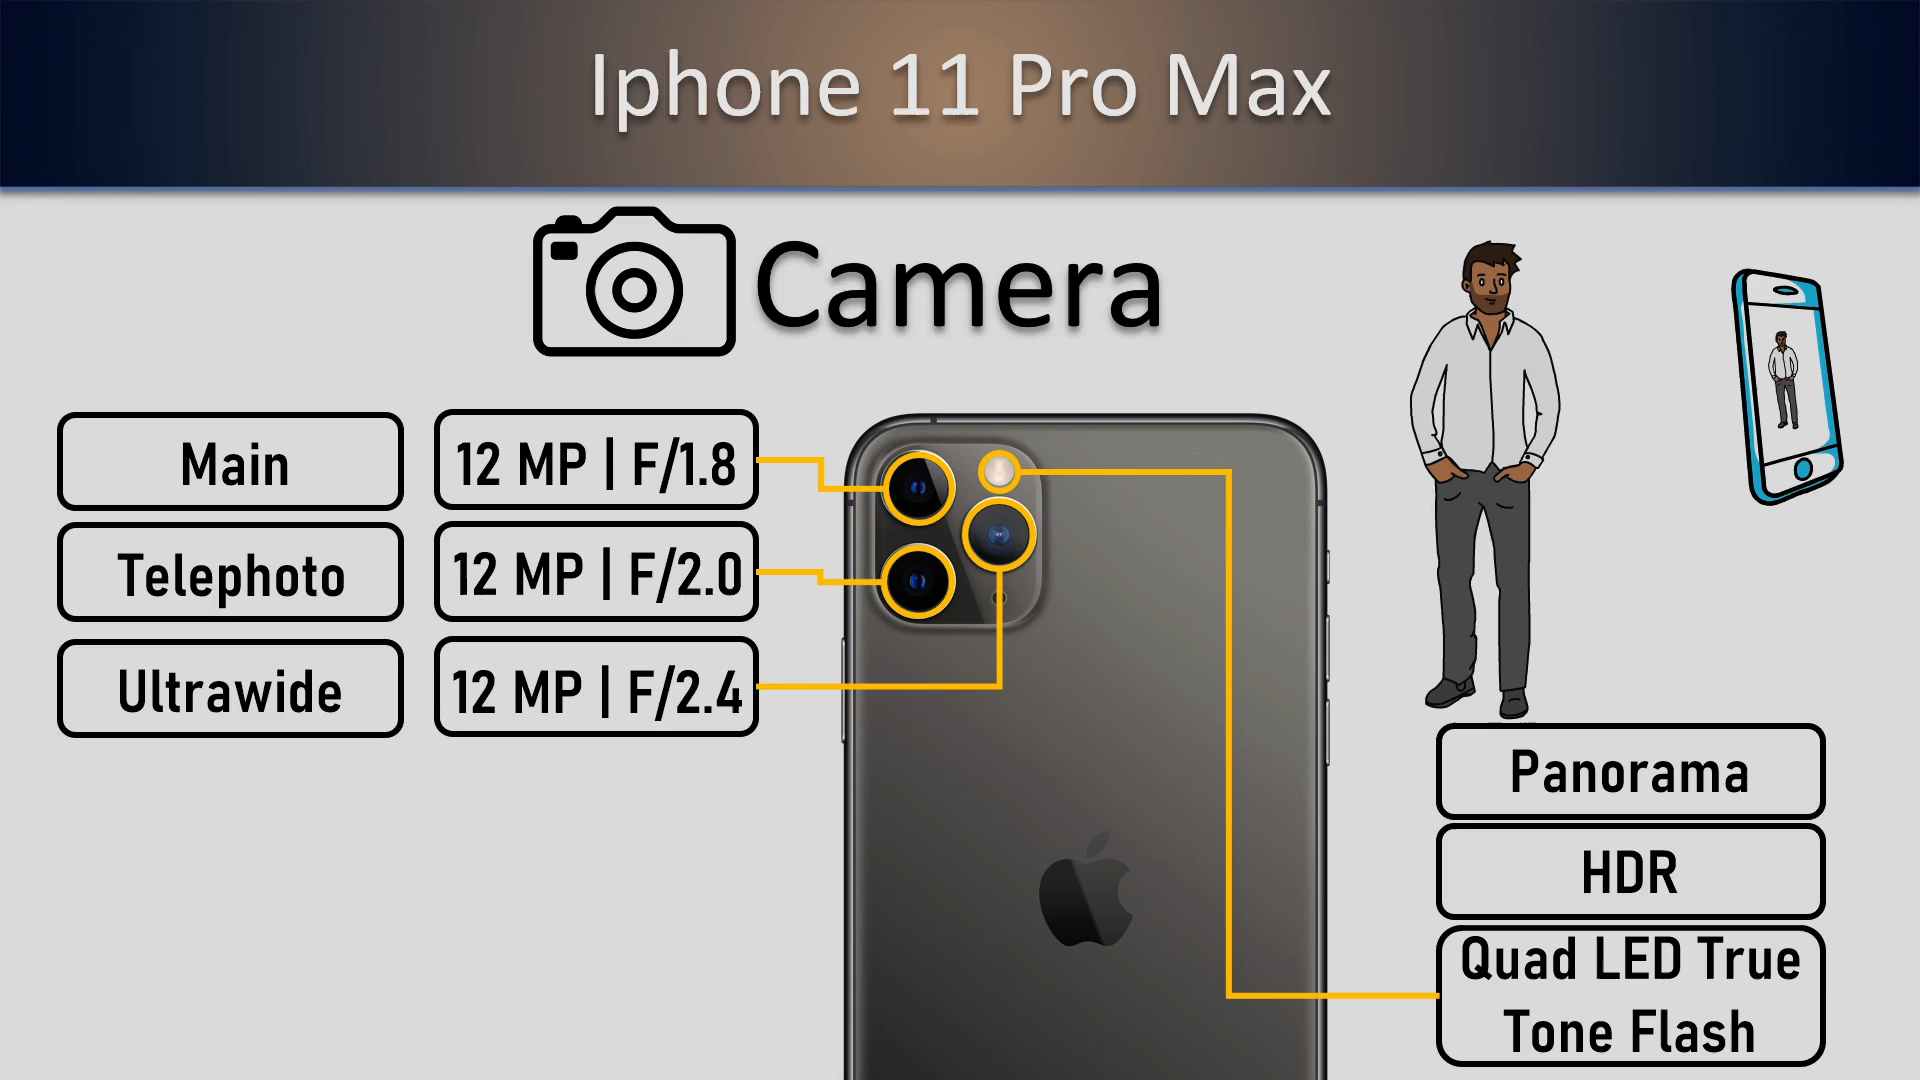 Iphone 11 Pro Max
Camera
Main
12 MP | F/1.8
Telephoto
12 MP | F/2.0
Ultrawide
12 MP | F/2.4
Panorama
HDR
Quad LED True
Tone Flash